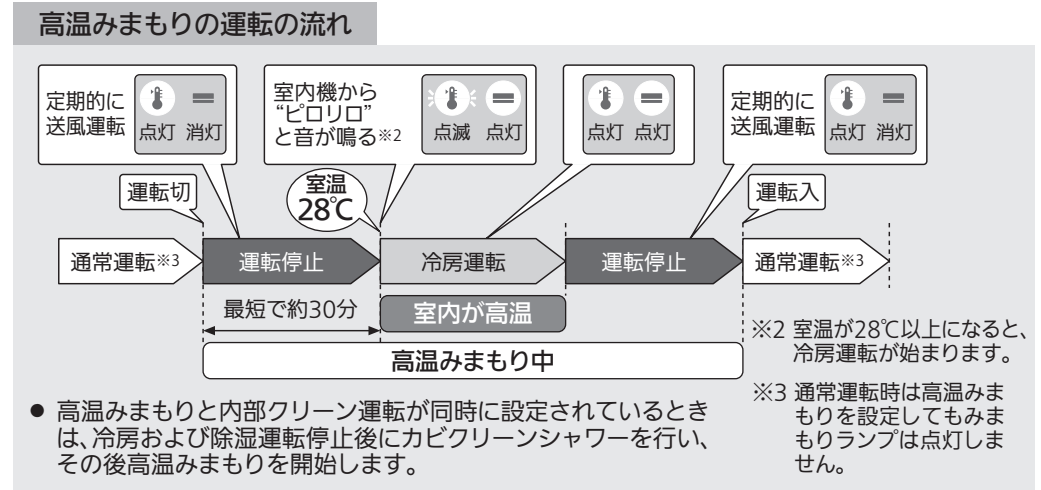 高温みまもりの運転の流れ
定期的に
送風運転
点灯 消灯
室内機から
“ピロリロ”
と音が鳴る※2
点滅 点灯
点灯 点灯
定期的に
送風運転
点灯 消灯
運転切
室温
28℃
運転入
通常運転※3
運転停止
冷房運転
運転停止
通常運転※3
最短で約30分
室内が高温
高温みまもり中
※2 室温が28℃以上になると、
冷房運転が始まります。
※3 通常運転時は高温みま
もりを設定してもみま
もりランプは点灯しま
せん。
● 高温みまもりと内部クリーン運転が同時に設定されているとき
は、冷房および除湿運転停止後にカビクリーンシャワーを行い、
その後高温みまもりを開始します。